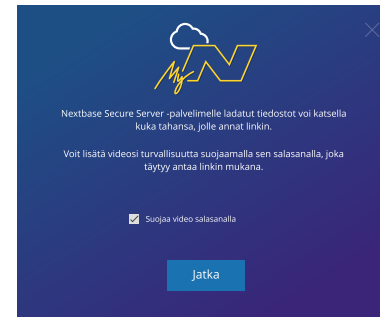 My N
Nextbase Secure Server -palvelimelle ladatut tiedostot voi katsella
kuka tahansa, jolle annat linkin.
Voit lisätä videosi turvallisuutta suojaamalla sen salasanalla, joka
täytyy antaa linkin mukana.
Suojaa video salasanalla
Jatka